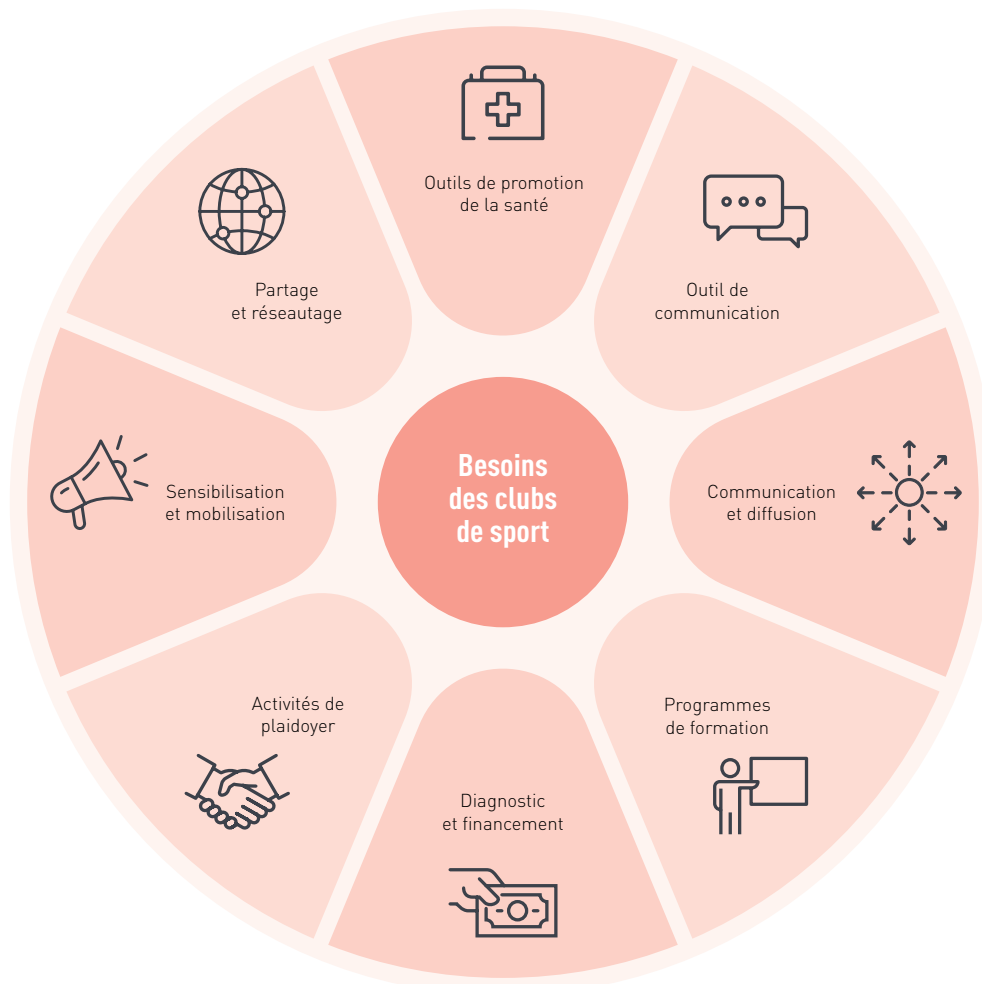 Outils de promotion
de la santé
Outil de
communication
Communication
et diffusion
Programmes
de formation
Diagnostic
et financement
Activités de
plaidoyer
Sensibilisation
et mobilisation
Partage
et réseautage
Besoins
des clubs
de sport